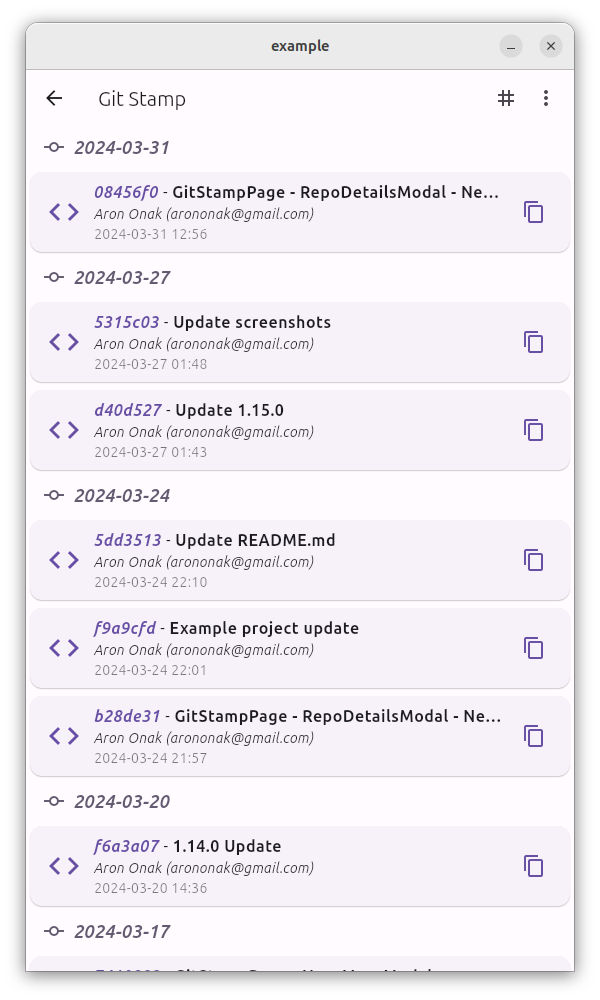 example
Git Stamp
2024-03-31
08456f0 - GitStampPage - RepoDetailsModal - Ne...
Aron Onak (arononak@gmail.com)
2024-03-31 12:56
2024-03-27
5315c03 - Update screenshots
Aron Onak (arononak@gmail.com)
2024-03-27 01:48
d40d527 - Update 1.15.0
Aron Onak (arononak@gmail.com)
2024-03-27 01:43
2024-03-24
5dd3513 - Update README.md
Aron Onak (arononak@gmail.com)
2024-03-24 22:10
f9a9cfd - Example project update
Aron Onak (arononak@gmail.com)
2024-03-24 22:01
b28de31 - GitStampPage - RepoDetailsModal - Ne...
Aron Onak (arononak@gmail.com)
2024-03-24 21:57
2024-03-20
f6a3a07 - 1.14.0 Update
Aron Onak (arononak@gmail.com)
2024-03-20 14:36
2024-03-17